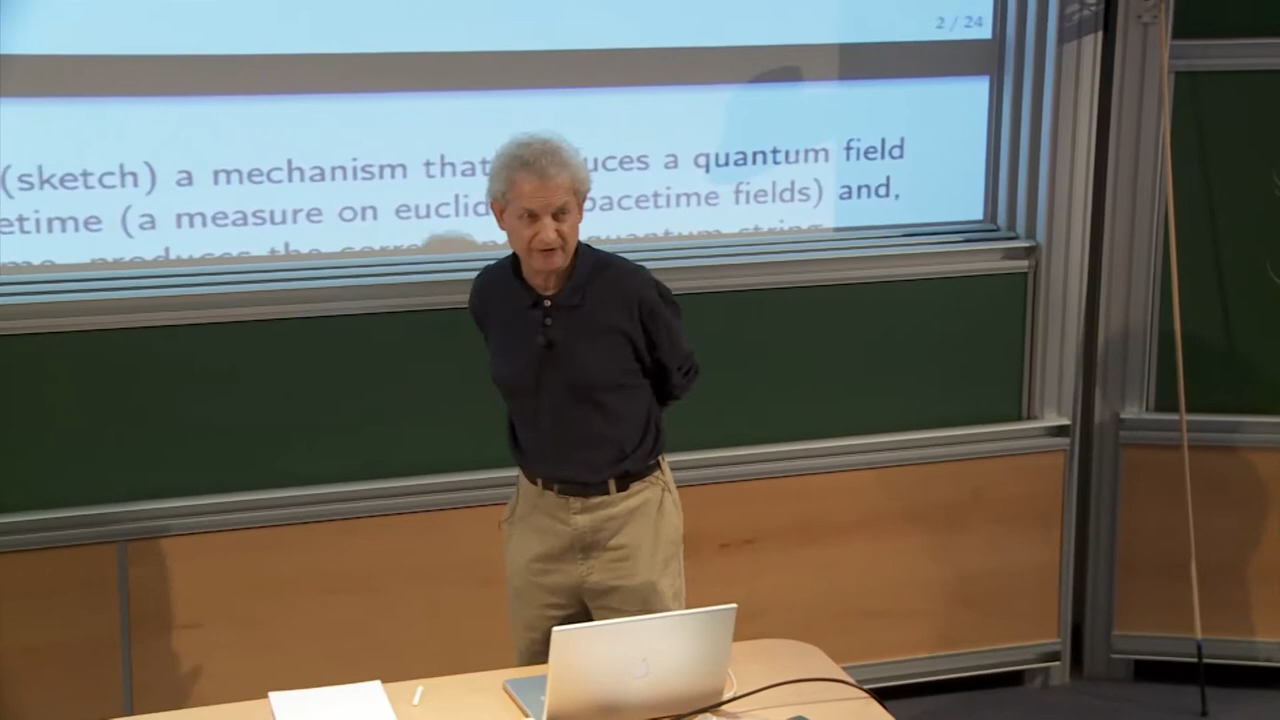 2 / 24
(sketch) a mechanism that uces a quantum field
etime (a measure on euclid pacetime fields) and,